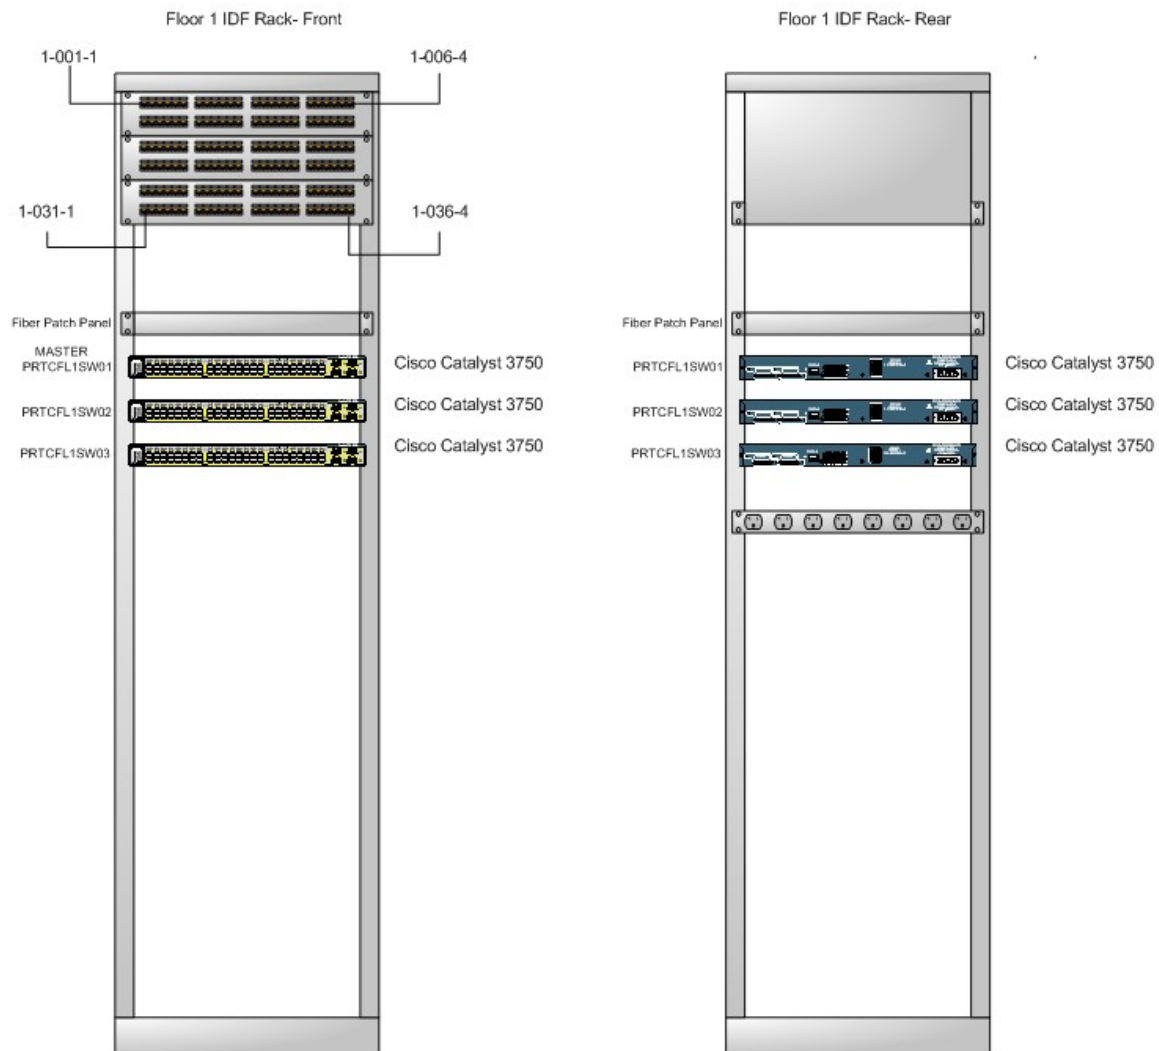 Floor 1 IDF Rack- Front
Floor 1 IDF Rack- Rear
1-001-1
1-006-4
1-031-1
1-036-4
Fiber Patch Panel
MASTER
PRTCFL1SW01
Cisco Catalyst 3750
PRTCFL1SW02
Cisco Catalyst 3750
PRTCFL1SW03
Cisco Catalyst 3750
Fiber Patch Panel
PRTCFL1SW01
Cisco Catalyst 3750
PRTCFL1SW02
Cisco Catalyst 3750
PRTCFL1SW03
Cisco Catalyst 3750